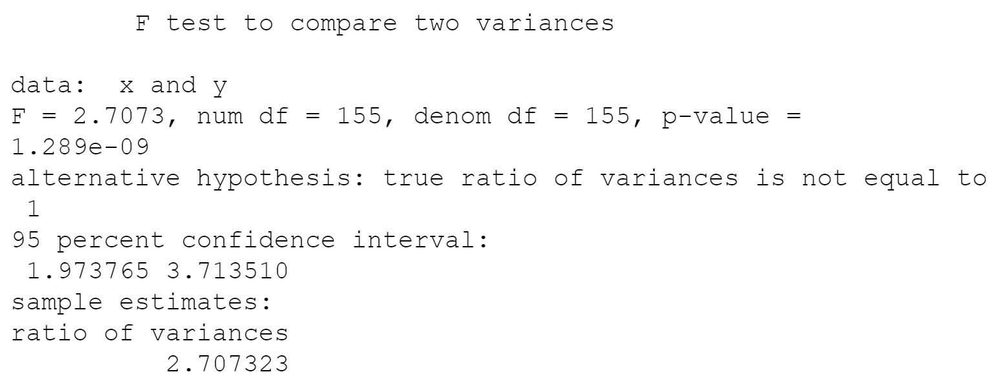 F test to compare two variances
data:  x and y
F = 2.7073, num df = 155, denom df = 155, p-value =
1.289e-09
alternative hypothesis: true ratio of variances is not equal to
1
95 percent confidence interval:
1.973765 3.713510
sample estimates:
ratio of variances
2.707323